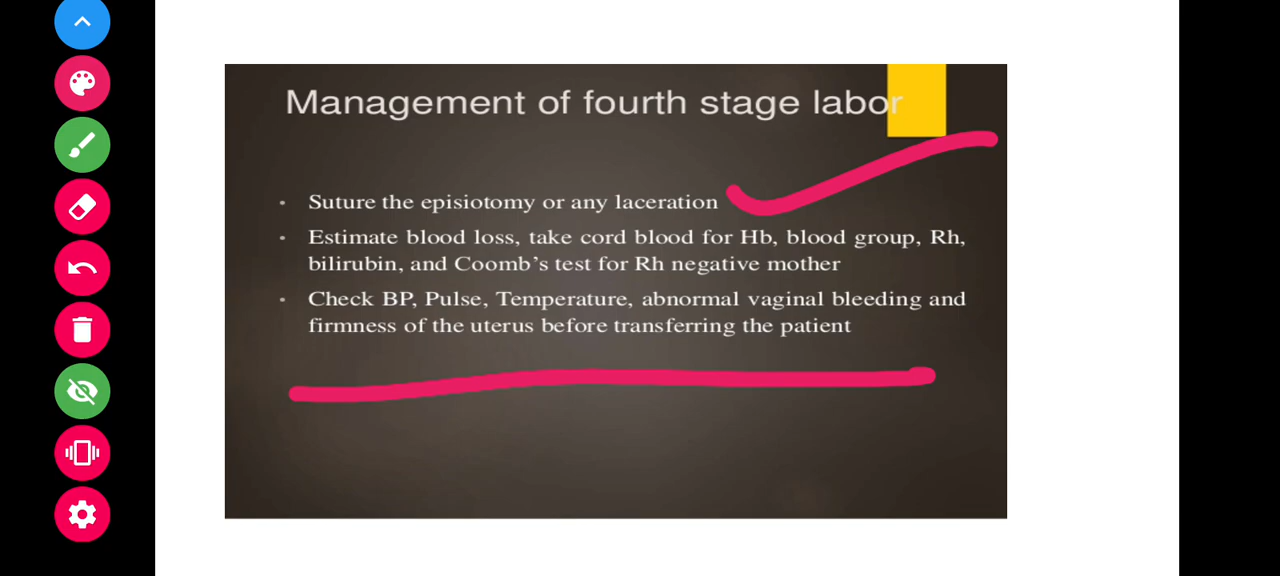 Management of fourth stage labor
• Suture the episiotomy or any laceration
• Estimate blood loss, take cord blood for Hb, blood group, Rh,
bilirubin, and Coomb's test for Rh negative mother
• Check BP, Pulse, Temperature, abnormal vaginal bleeding and
firmness of the uterus before transferring the patient